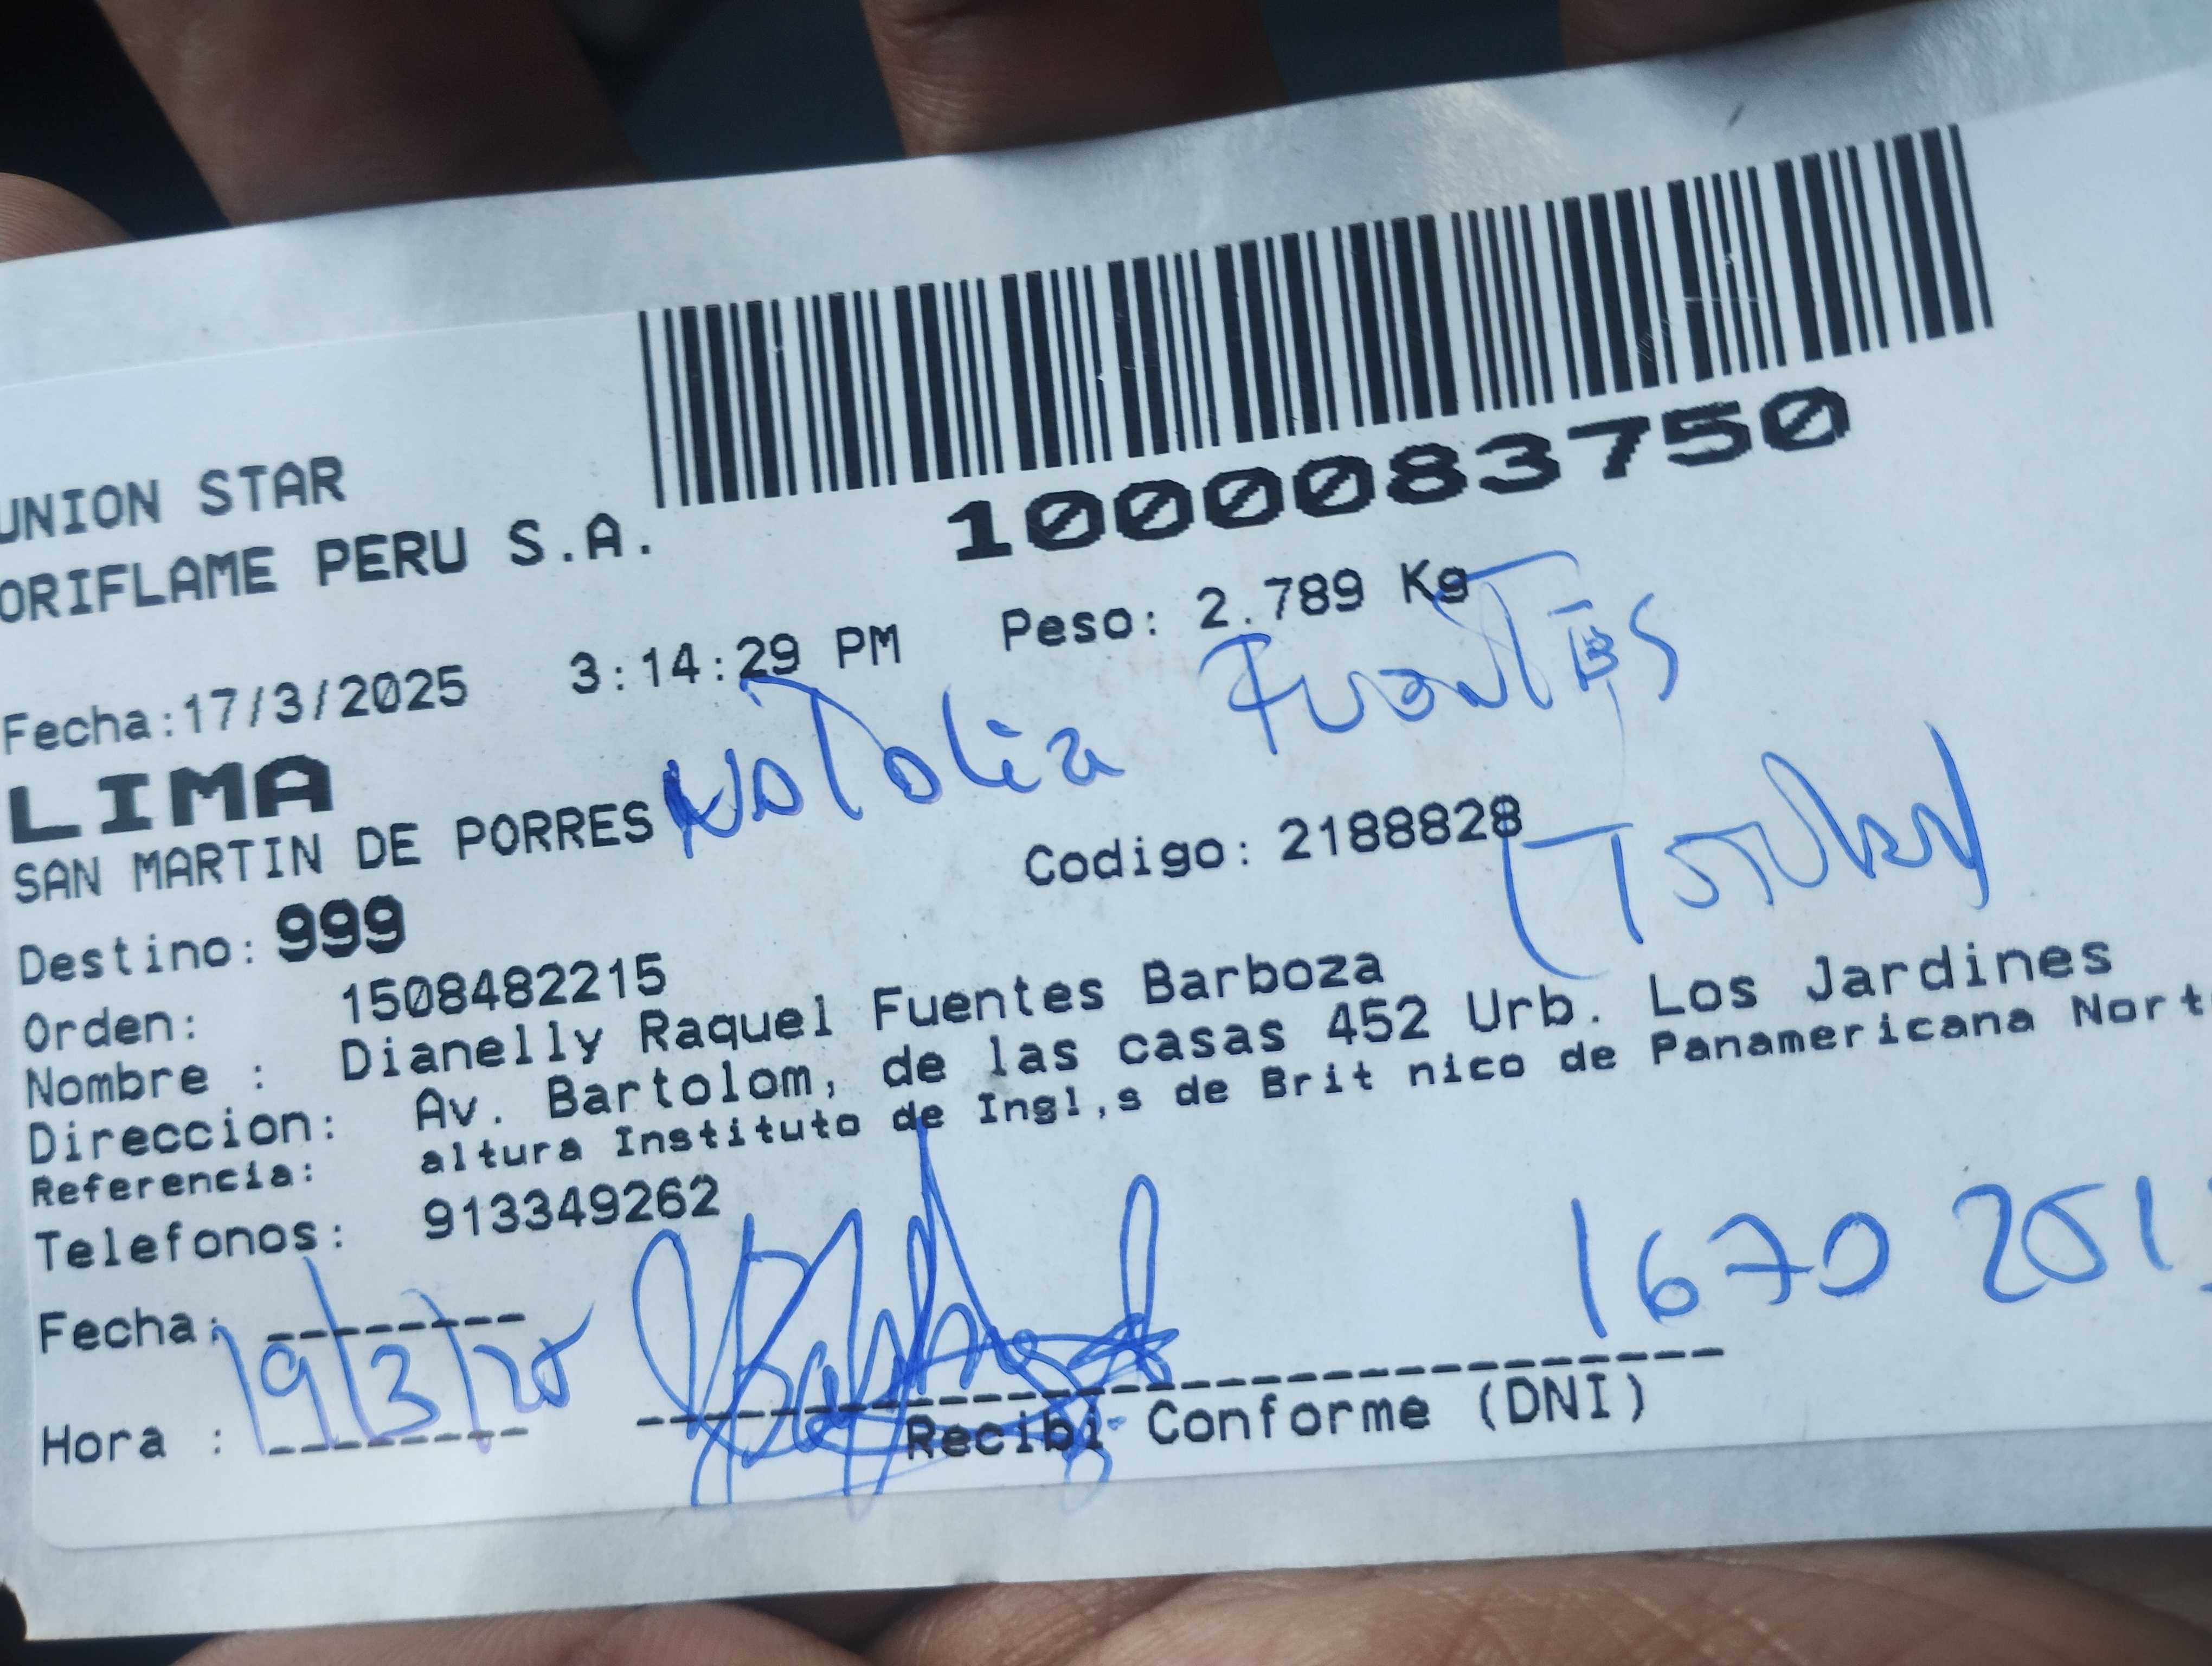 UNION STAR
ORIFLAME PERU S.A.
1000083750
Fecha:17/3/2025 3:14:29 PM Peso: 2.789 Kg
LIMA
Natalia Fuentes
SAN MARTIN DE PORRES
Codigo: 2188828
Destino: 999
Orden: 1508482215
Nombre : Dianelly Raquel Fuentes Barboza
Direccion: Av. Bartolom, de las casas 452 Urb. Los Jardines
Referencia: altura Instituto de Ingl,s de Brit nico de Panamericana Nort
Telefonos: 913349262
1670 251
Fecha: 19/3/25
Hora :
Recibi Conforme (DNI)